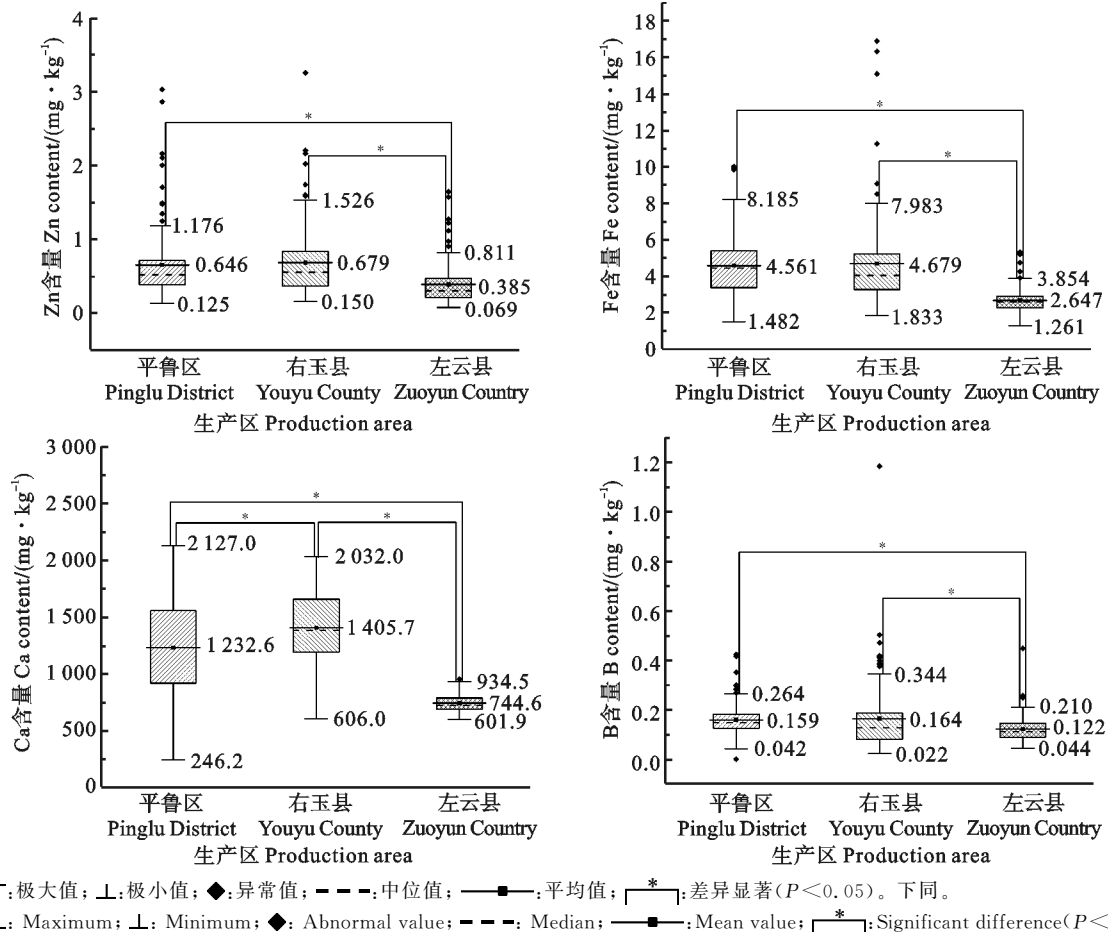 4
3
2
1
0
Zn含量 Zn content/(mg·kg⁻¹)
*
*
1.176
0.646
0.125
1.526
0.679
0.150
0.811
0.385
0.069
平鲁区
右玉县
左云县
Pinglu District
Youyu County
Zuoyun Country
生产区 Production area
18
16
14
12
10
8
6
4
2
0
Fe含量 Fe content/(mg·kg⁻¹)
*
*
8.185
4.561
1.482
7.983
4.679
1.833
3.854
2.647
1.261
平鲁区
右玉县
左云县
Pinglu District
Youyu County
Zuoyun Country
生产区 Production area
3 000
2 500
2 000
1 500
1 000
500
0
Ca含量 Ca content/(mg·kg⁻¹)
*
*
*
2 127.0
1 232.6
246.2
2 032.0
1 405.7
606.0
934.5
744.6
601.9
平鲁区
右玉县
左云县
Pinglu District
Youyu County
Zuoyun Country
生产区 Production area
1.2
1.0
0.8
0.6
0.4
0.2
0.0
B含量 B content/(mg·kg⁻¹)
*
*
0.264
0.159
0.042
0.344
0.164
0.022
0.210
0.122
0.044
平鲁区
右玉县
左云县
Pinglu District
Youyu County
Zuoyun Country
生产区 Production area
:极大值; :极小值; ◆:异常值; :中位值; :平均值; *:差异显著(P<0.05)。下同。
: Maximum; : Minimum; ◆: Abnormal value; : Median; : Mean value; *:Significant difference(P<